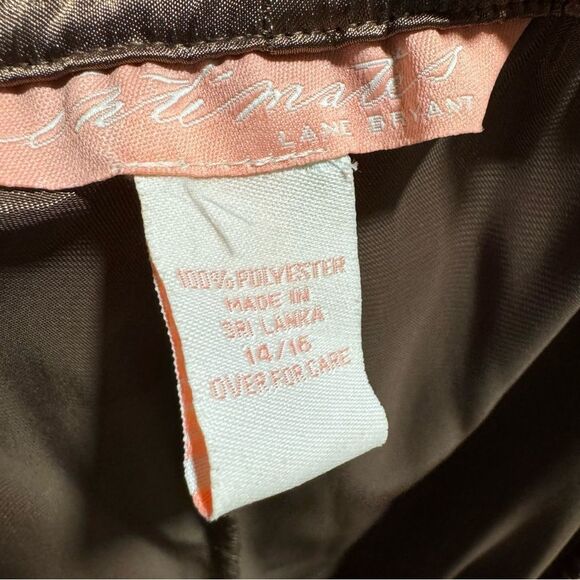 intimates
LANE BRYANT
100% POLYESTER
MADE IN
SRI LANKA
14/16
OVER FOR CARE